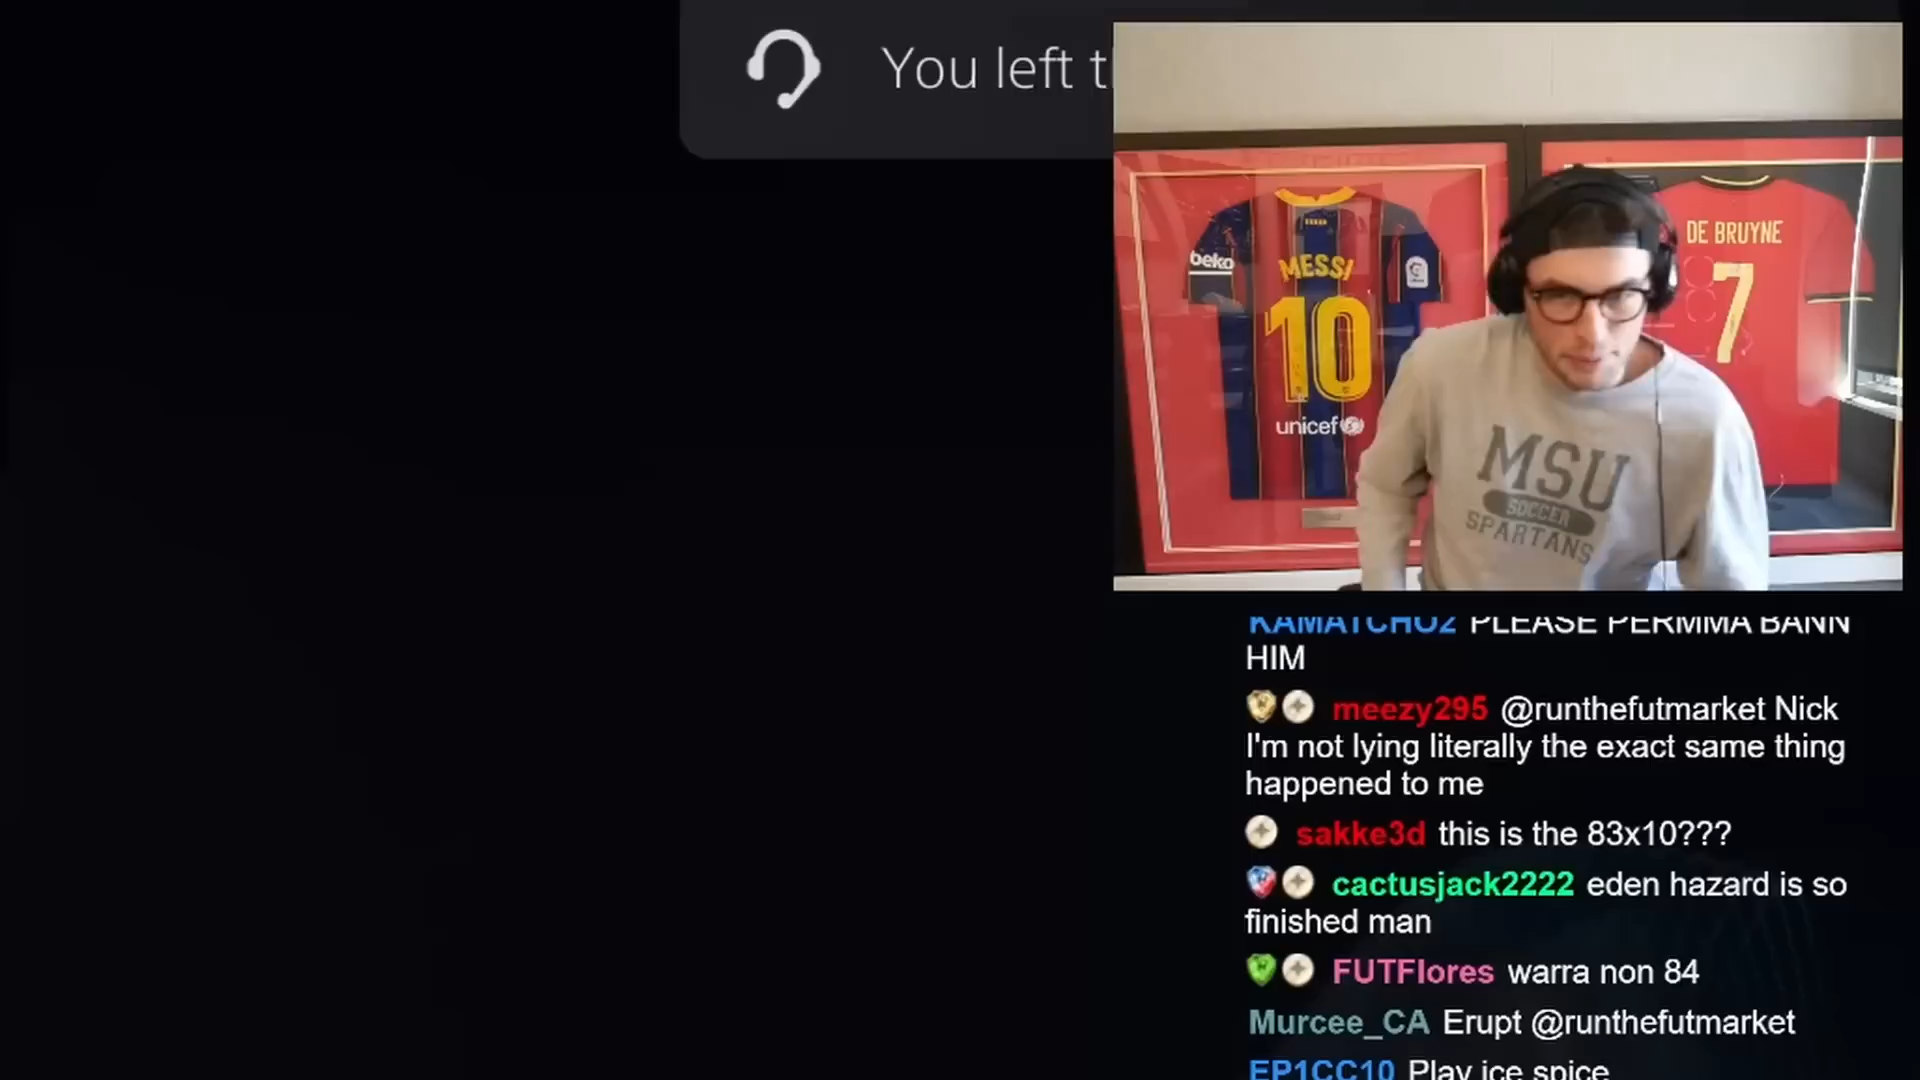 You left t
beko
MESSI
10
unicef
DE BRUYNE
7
MSU
SOCCER
SPARTANS
KAMATCHO2 PLEASE PERMMA BANN
HIM
meezy295 @runthefutmarket Nick
I'm not lying literally the exact same thing
happened to me
sakke3d this is the 83x10???
cactusjack2222 eden hazard is so
finished man
FUTFlores warra non 84
Murcee_CA Erupt @runthefutmarket
EP1CC10 Play ice spice